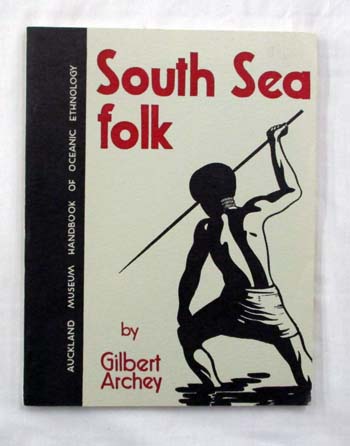 South Sea
folk
by
Gilbert
Archey
AUCKLAND MUSEUM HANDBOOK OF OCEANIC ETHNOLOGY